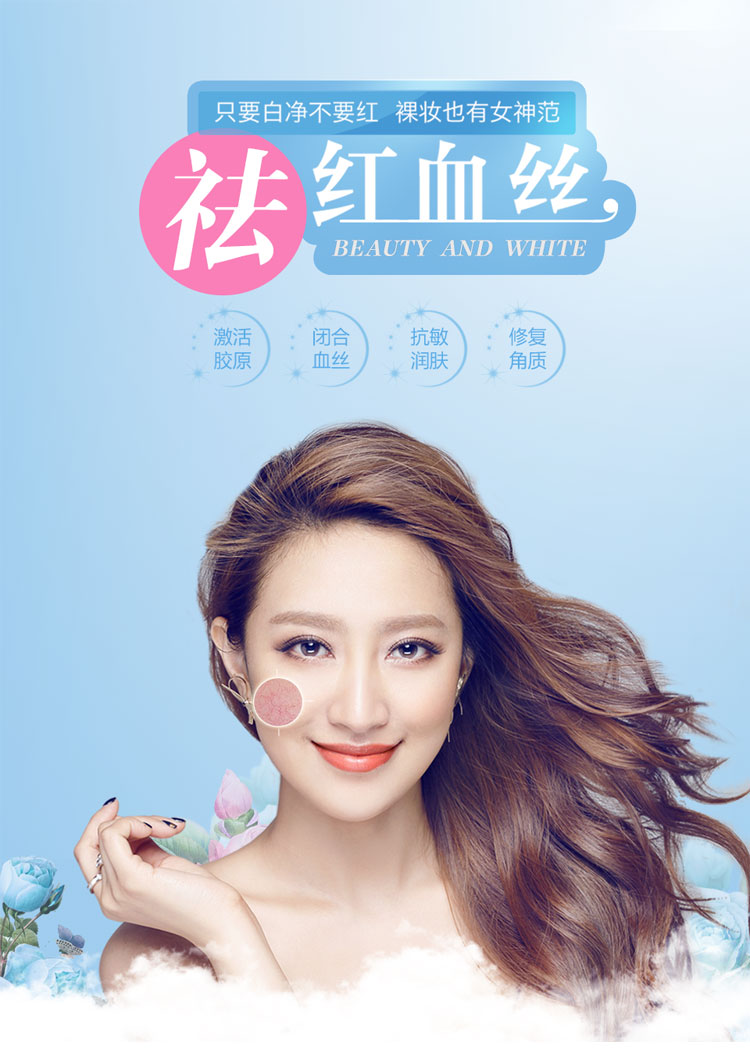 只要白净不要红 裸妆也有女神范
祛红血丝,
BEAUTY AND WHITE
激活
胶原
闭合
血丝
抗敏
润肤
修复
角质